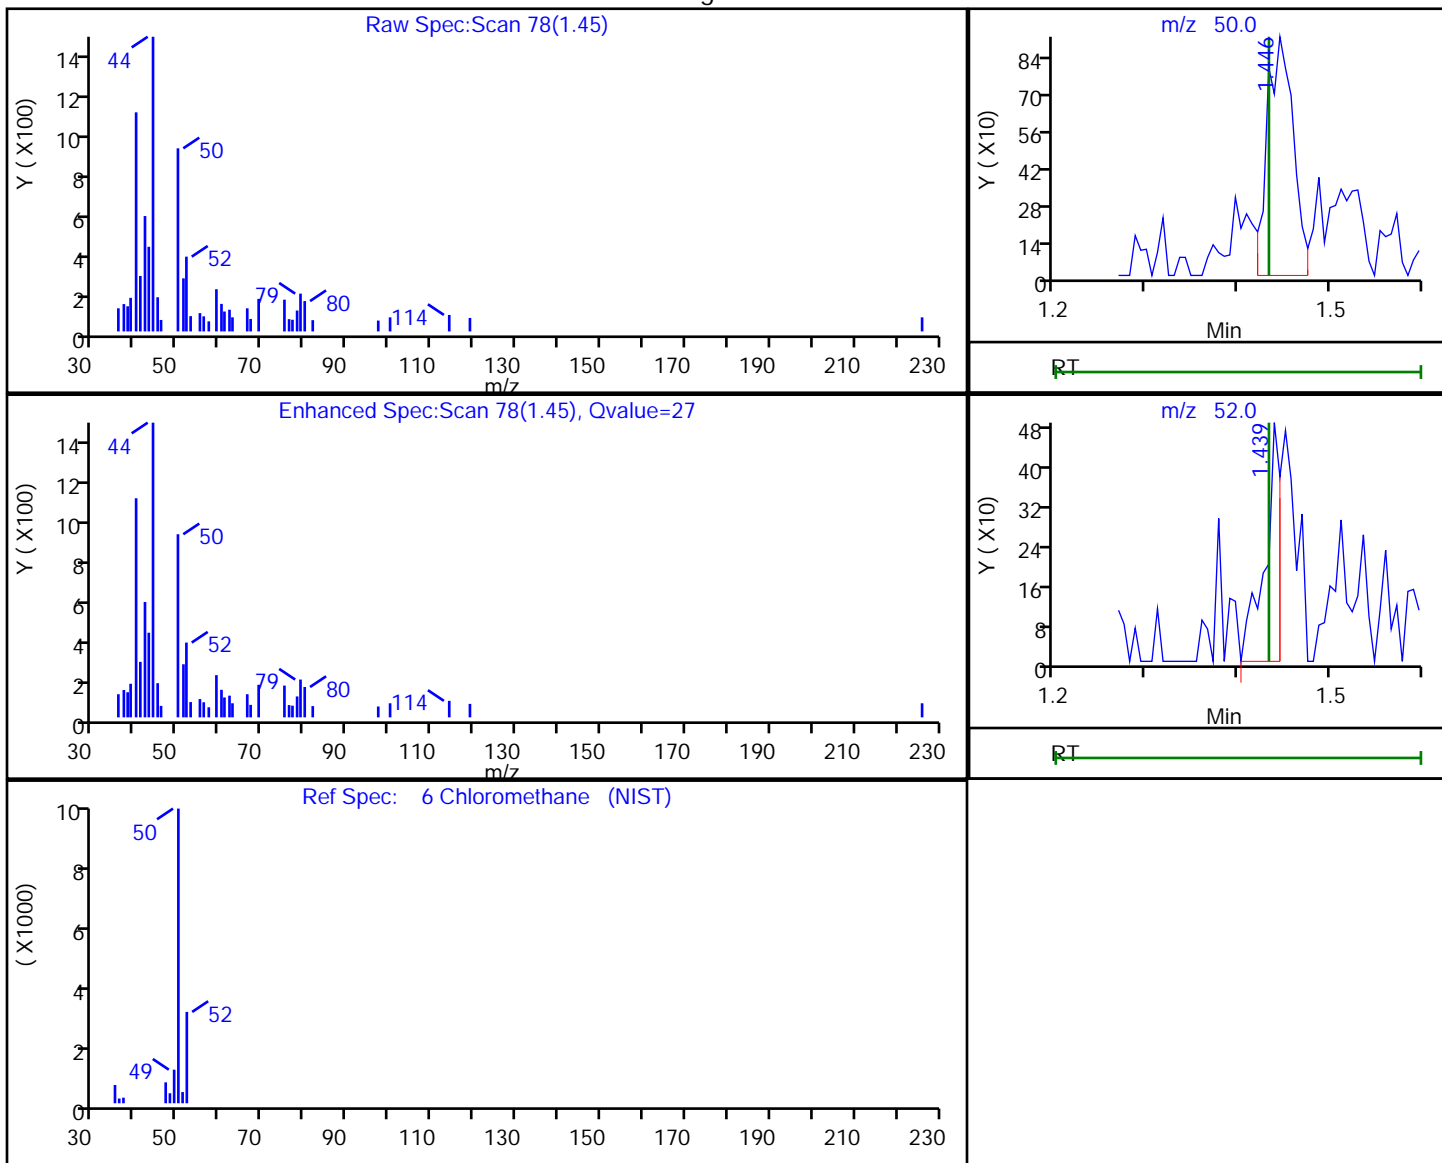 Raw Spec:Scan 78(1.45)
Y ( X100)
14
12
10
8
6
4
2
0
44
50
52
79
80
114
30 50 70 90 110 130 150 170 190 210 230
m/z
m/z 50.0
Y ( X10)
84
70
56
42
28
14
0
1.446
1.2 1.5
Min
RT
Enhanced Spec:Scan 78(1.45), Qvalue=27
Y ( X100)
14
12
10
8
6
4
2
0
44
50
52
79
80
114
30 50 70 90 110 130 150 170 190 210 230
m/z
m/z 52.0
Y ( X10)
48
40
32
24
16
8
0
1.439
1.2 1.5
Min
RT
Ref Spec: 6 Chloromethane (NIST)
( X1000)
10
8
6
4
2
0
50
52
49
30 50 70 90 110 130 150 170 190 210 230